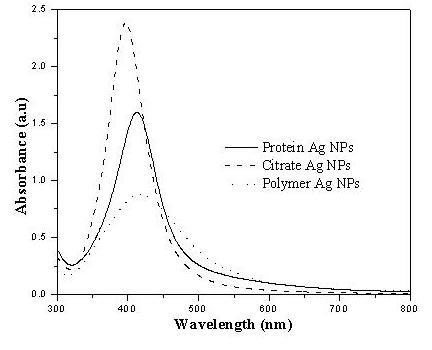 2.5
2.0
1.5
1.0
0.5
0.0
Absorbance (a.u)
Protein Ag NPs
Citrate Ag NPs
Polymer Ag NPs
300 400 500 600 700 800
Wavelength (nm)